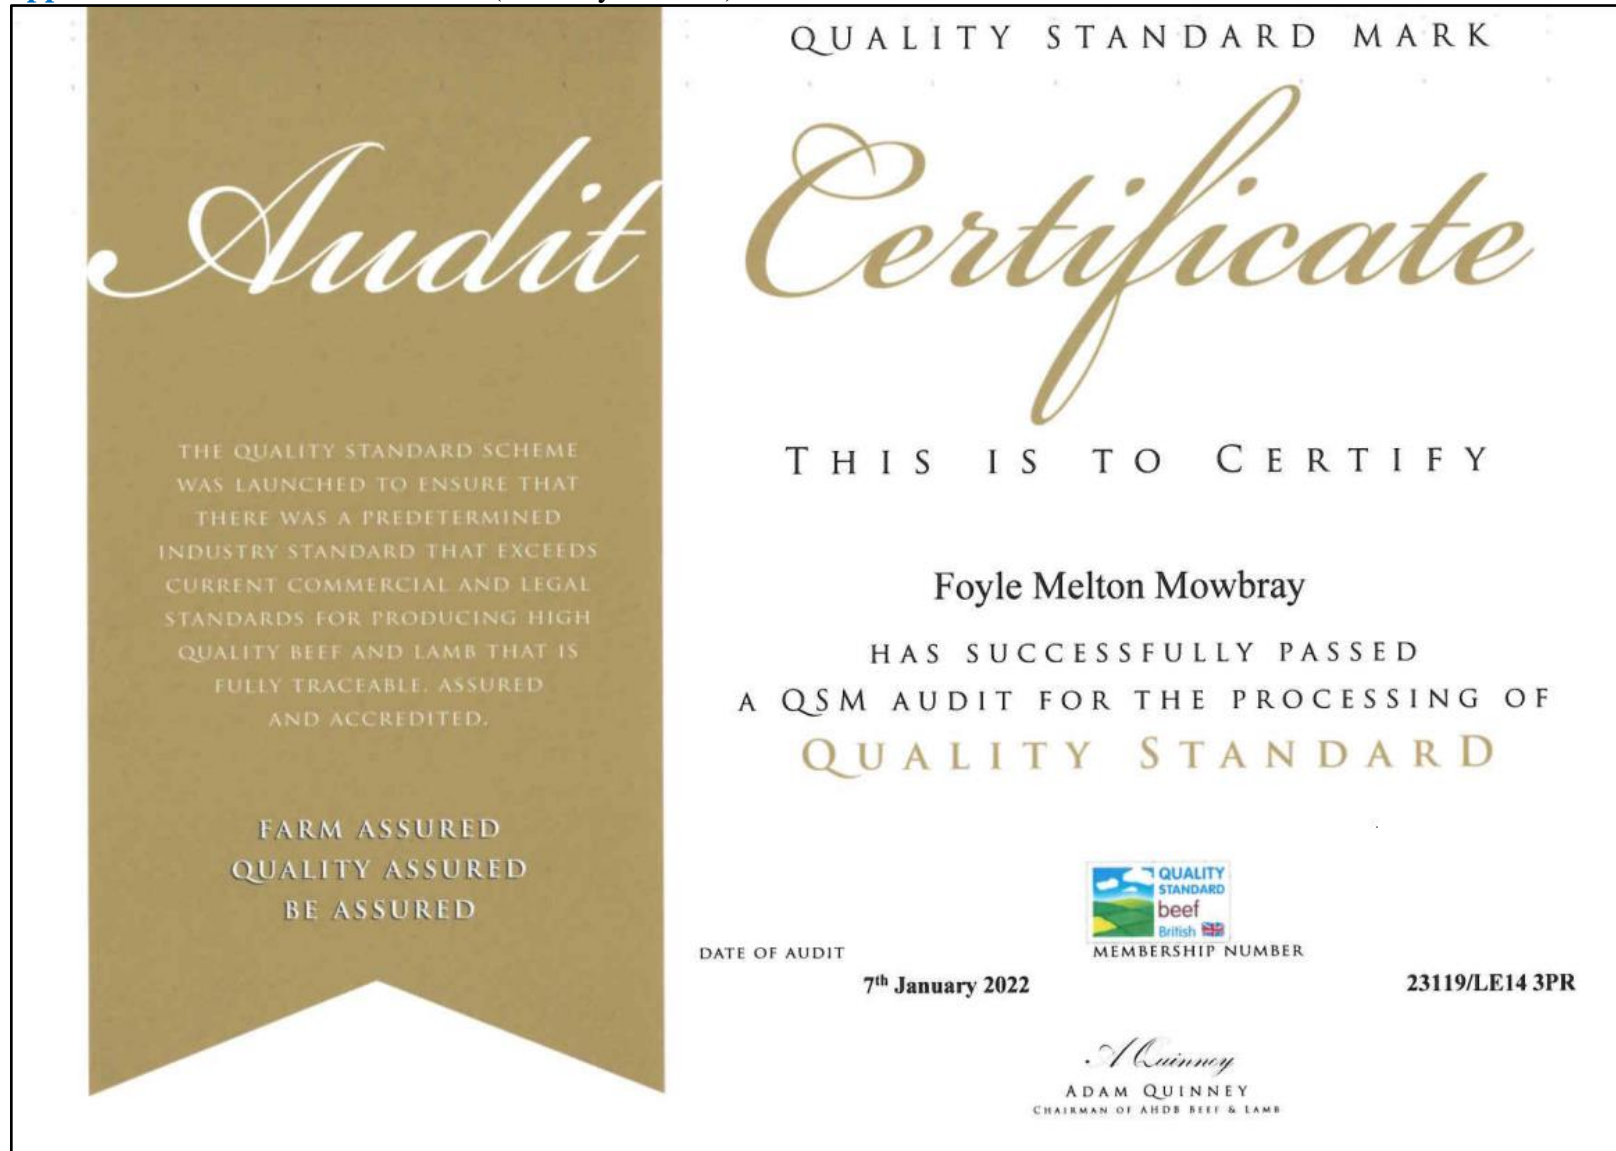 QUALITY STANDARD MARK
Audit
Certificate
THE QUALITY STANDARD SCHEME
WAS LAUNCHED TO ENSURE THAT
THERE WAS A PREDETERMINED
INDUSTRY STANDARD THAT EXCEEDS
CURRENT COMMERCIAL AND LEGAL
STANDARDS FOR PRODUCING HIGH
QUALITY BEEF AND LAMB THAT IS
FULLY TRACEABLE, ASSURED
AND ACCREDITED.
FARM ASSURED
QUALITY ASSURED
BE ASSURED
THIS IS TO CERTIFY
Foyle Melton Mowbray
HAS SUCCESSFULLY PASSED
A QSM AUDIT FOR THE PROCESSING OF
QUALITY STANDARD
QUALITY
STANDARD
beef
British
DATE OF AUDIT
MEMBERSHIP NUMBER
7th January 2022
23119/LE14 3PR
A Quinney
ADAM QUINNEY
CHAIRMAN OF AHDB BEEF & LAMB